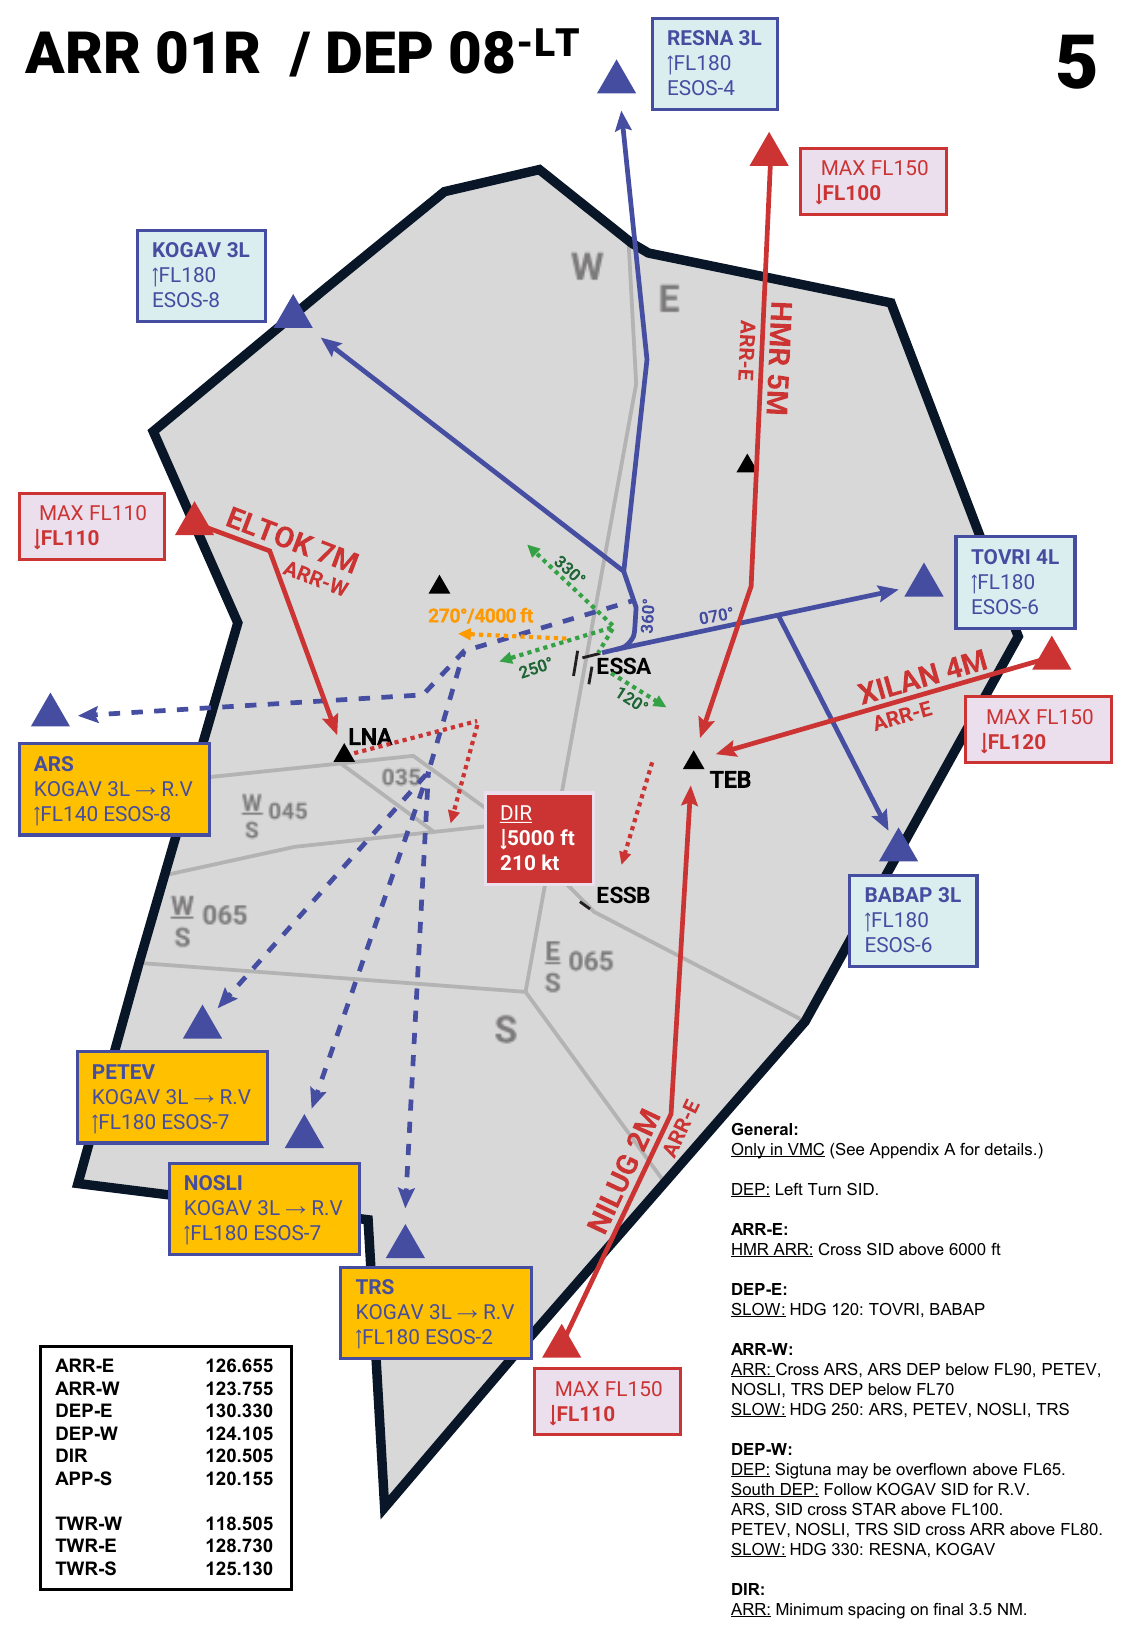 ARR 01R / DEP 08-LT
5
RESNA 3L
↑FL180
ESOS-4
MAX FL150
↓FL100
KOGAV 3L
↑FL180
ESOS-8
W
E
HMR 5M
ARR-E
MAX FL110
↓FL110
ELTOK 7M
ARR-W
TOVRI 4L
↑FL180
ESOS-6
330°
270°/4000 ft
360°
070°
250°
120°
ESSA
XILAN 4M
ARR-E
MAX FL150
↓FL120
LNA
TEB
ARS
KOGAV 3L → R.V
↑FL140 ESOS-8
035
W
S
045
DIR
↓5000 ft
210 kt
ESSB
BABAP 3L
↑FL180
ESOS-6
W
S
065
E
S
065
S
PETEV
KOGAV 3L → R.V
↑FL180 ESOS-7
NOSLI
KOGAV 3L → R.V
↑FL180 ESOS-7
TRS
KOGAV 3L → R.V
↑FL180 ESOS-2
NILUG 2M
ARR-E
MAX FL150
↓FL110
ARR-E 126.655
ARR-W 123.755
DEP-E 130.330
DEP-W 124.105
DIR 120.505
APP-S 120.155
TWR-W 118.505
TWR-E 128.730
TWR-S 125.130
General:
Only in VMC (See Appendix A for details.)
DEP: Left Turn SID.
ARR-E:
HMR ARR: Cross SID above 6000 ft
DEP-E:
SLOW: HDG 120: TOVRI, BABAP
ARR-W:
ARR: Cross ARS, ARS DEP below FL90, PETEV,
NOSLI, TRS DEP below FL70
SLOW: HDG 250: ARS, PETEV, NOSLI, TRS
DEP-W:
DEP: Sigtuna may be overflown above FL65.
South DEP: Follow KOGAV SID for R.V.
ARS, SID cross STAR above FL100.
PETEV, NOSLI, TRS SID cross ARR above FL80.
SLOW: HDG 330: RESNA, KOGAV
DIR:
ARR: Minimum spacing on final 3.5 NM.